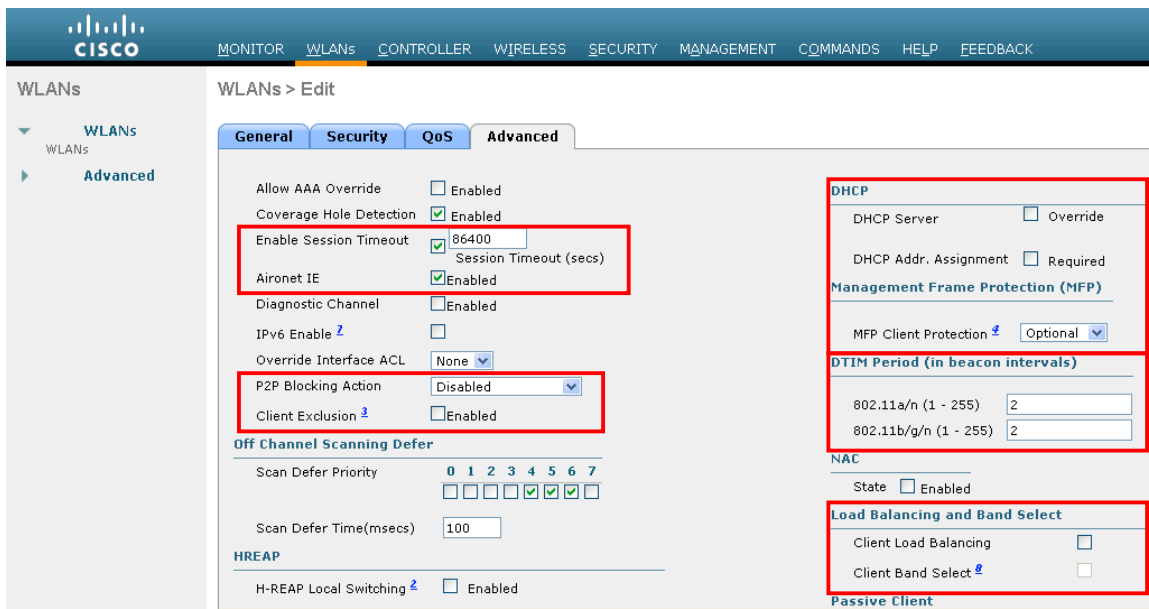 CISCO
MONITOR WLANs CONTROLLER WIRELESS SECURITY MANAGEMENT COMMANDS HELP FEEDBACK
WLANs
WLANs
WLANs
Advanced
WLANs > Edit
General Security QoS Advanced
Allow AAA Override Enabled
Coverage Hole Detection Enabled
Enable Session Timeout 86400
Session Timeout (secs)
Aironet IE Enabled
Diagnostic Channel Enabled
IPv6 Enable 7
Override Interface ACL None
P2P Blocking Action Disabled
Client Exclusion 3 Enabled
Off Channel Scanning Defer
Scan Defer Priority 0 1 2 3 4 5 6 7
Scan Defer Time(msecs) 100
HREAP
H-REAP Local Switching 2 Enabled
DHCP
DHCP Server Override
DHCP Addr. Assignment Required
Management Frame Protection (MFP)
MFP Client Protection 4 Optional
DTIM Period (in beacon intervals)
802.11a/n (1 - 255) 2
802.11b/g/n (1 - 255) 2
NAC
State Enabled
Load Balancing and Band Select
Client Load Balancing
Client Band Select 8
Passive Client